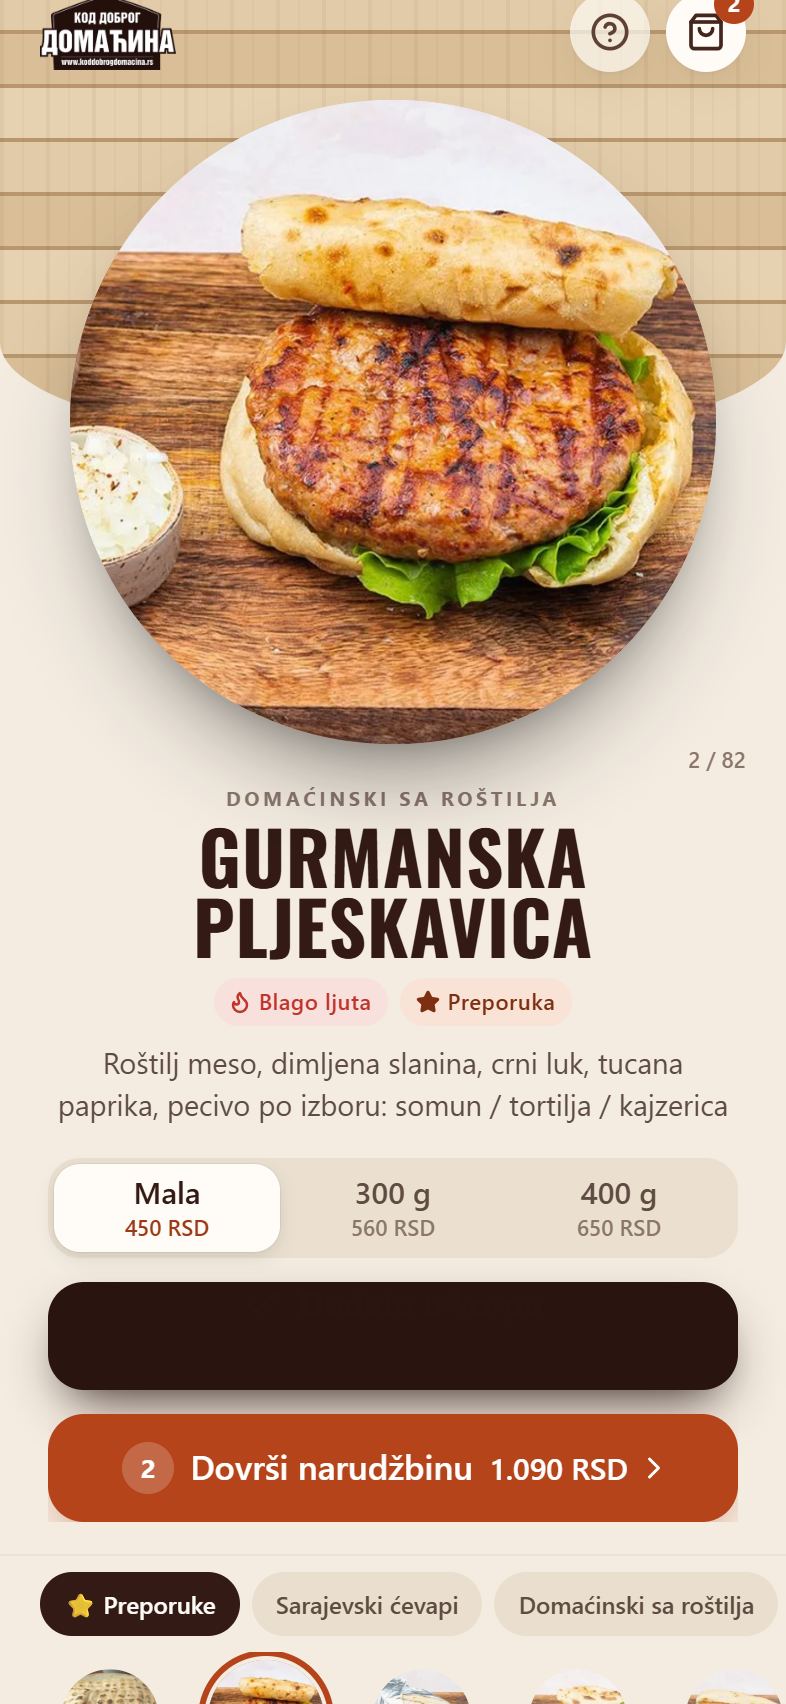 КОД ДОБРОГ
ДОМАЋИНА
www.koddobrogdomacina.rs
2
2 / 82
DOMAĆINSKI SA ROŠTILJA
GURMANSKA
PLJESKAVICA
Blago ljuta
Preporuka
Roštilj meso, dimljena slanina, crni luk, tucana
paprika, pecivo po izboru: somun / tortilja / kajzerica
Mala
450 RSD
300 g
560 RSD
400 g
650 RSD
2 Dovrši narudžbinu 1.090 RSD
Preporuke
Sarajevski ćevapi
Domaćinski sa roštilja